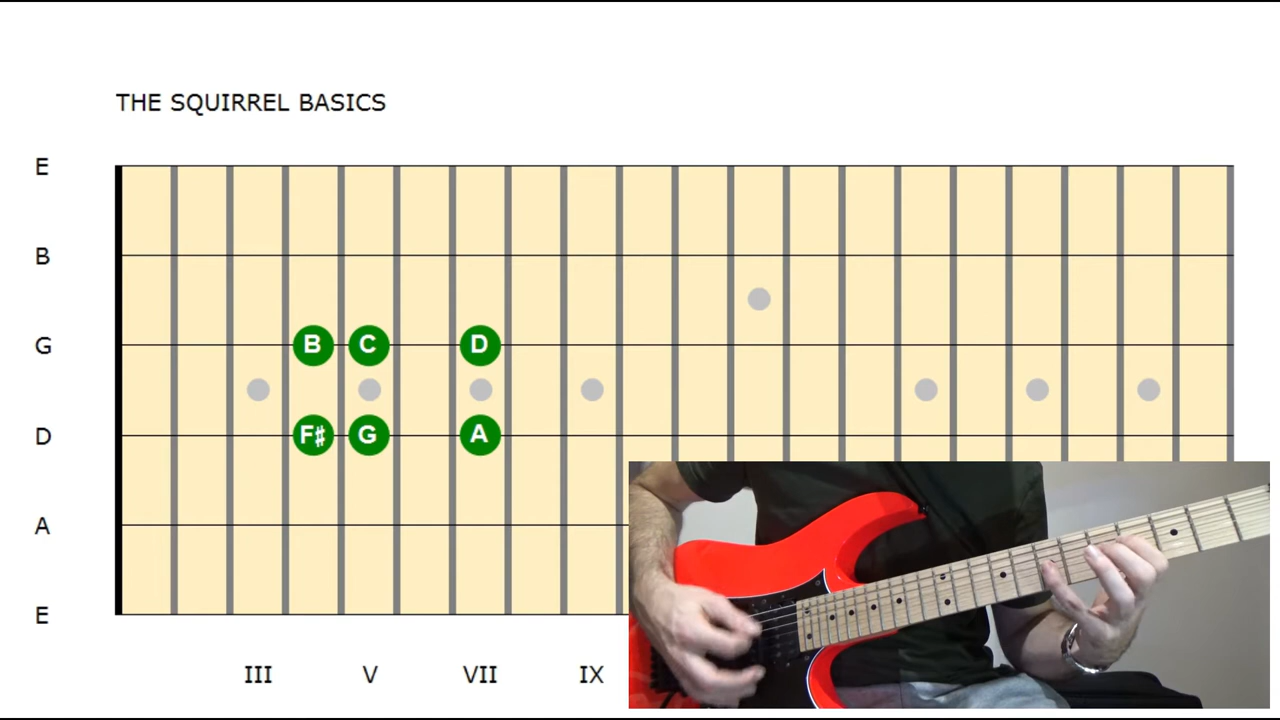 THE SQUIRREL BASICS
E
B
G B C D
D F# G A
A
E
III V VII IX